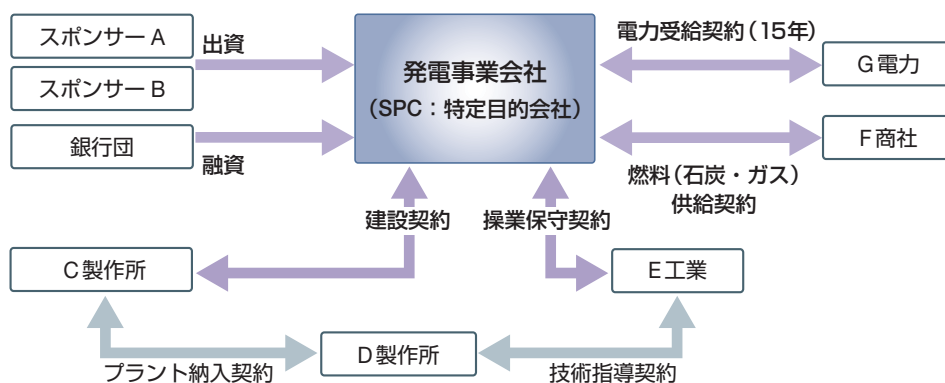 スポンサー A
出資
スポンサー B
銀行団
融資
発電事業会社
(SPC：特定目的会社)
電力受給契約(15年)
G電力
F商社
燃料(石炭・ガス)
供給契約
建設契約
操業保守契約
C製作所
E工業
D製作所
プラント納入契約
技術指導契約